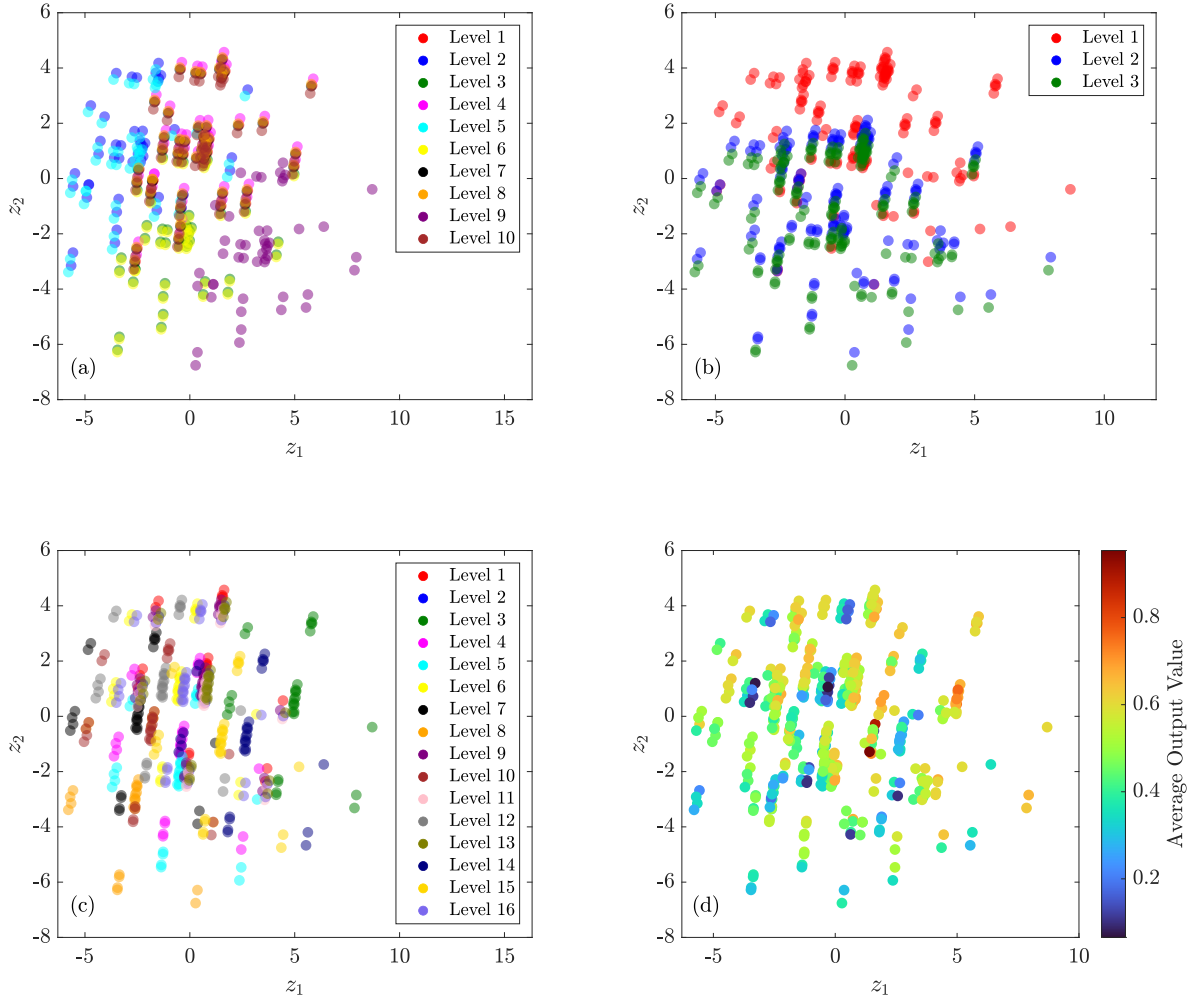 6
4
2
0
-2
-4
-6
-8
z2
-5
0
5
10
15
z1
(a)
Level 1
Level 2
Level 3
Level 4
Level 5
Level 6
Level 7
Level 8
Level 9
Level 10
6
4
2
0
-2
-4
-6
-8
z2
-5
0
5
10
z1
(b)
Level 1
Level 2
Level 3
6
4
2
0
-2
-4
-6
-8
z2
-5
0
5
10
15
z1
(c)
Level 1
Level 2
Level 3
Level 4
Level 5
Level 6
Level 7
Level 8
Level 9
Level 10
Level 11
Level 12
Level 13
Level 14
Level 15
Level 16
6
4
2
0
-2
-4
-6
-8
z2
-5
0
5
10
z1
(d)
0.8
0.6
0.4
0.2
Average Output Value